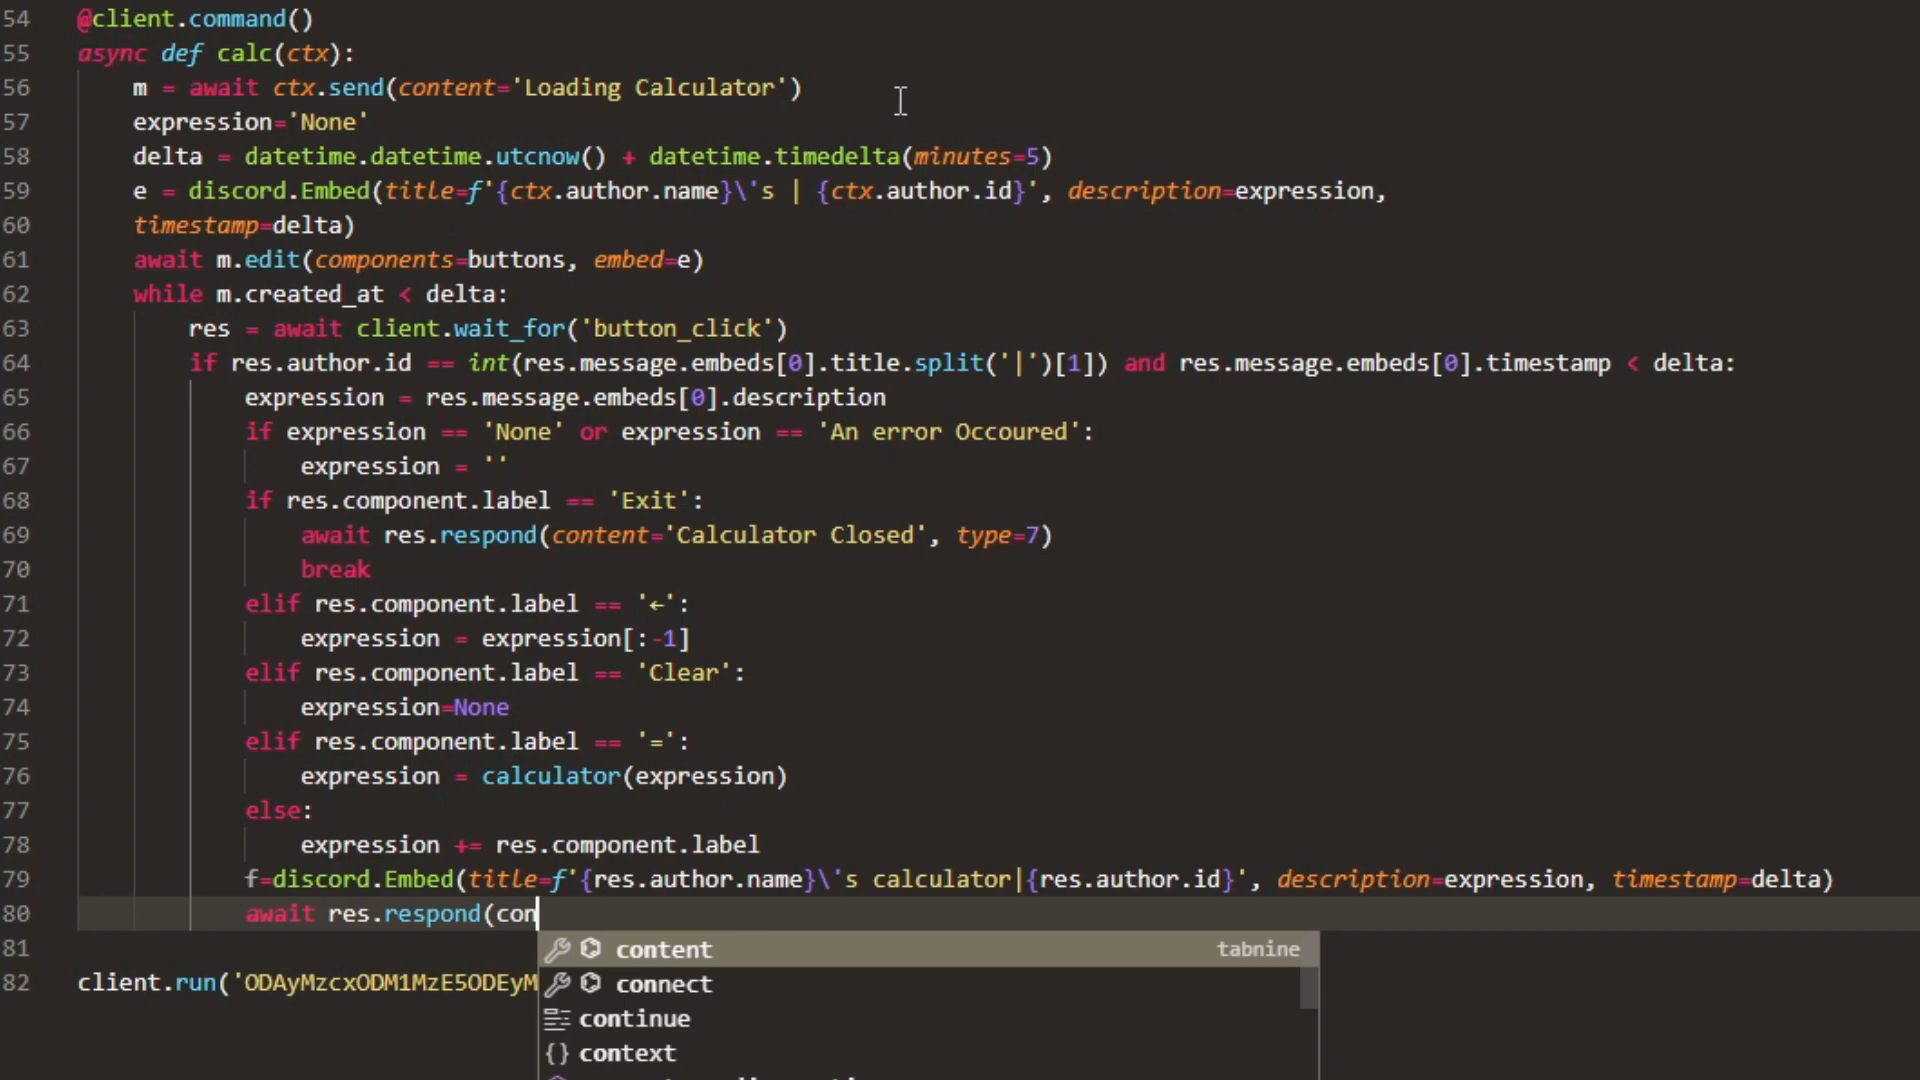 54 @client.command()
55 async def calc(ctx):
56 m = await ctx.send(content='Loading Calculator')
57 expression='None'
58 delta = datetime.datetime.utcnow() + datetime.timedelta(minutes=5)
59 e = discord.Embed(title=f'{ctx.author.name}\'s | {ctx.author.id}', description=expression,
60 timestamp=delta)
61 await m.edit(components=buttons, embed=e)
62 while m.created_at < delta:
63 res = await client.wait_for('button_click')
64 if res.author.id == int(res.message.embeds[0].title.split('|')[1]) and res.message.embeds[0].timestamp < delta:
65 expression = res.message.embeds[0].description
66 if expression == 'None' or expression == 'An error Occoured':
67 expression = ''
68 if res.component.label == 'Exit':
69 await res.respond(content='Calculator Closed', type=7)
70 break
71 elif res.component.label == '←':
72 expression = expression[:-1]
73 elif res.component.label == 'Clear':
74 expression=None
75 elif res.component.label == '=':
76 expression = calculator(expression)
77 else:
78 expression += res.component.label
79 f=discord.Embed(title=f'{res.author.name}\'s calculator|{res.author.id}', description=expression, timestamp=delta)
80 await res.respond(con
81 content tabnine
82 client.run('ODAyMzcxODM1MzE5ODEyM connect
continue
context